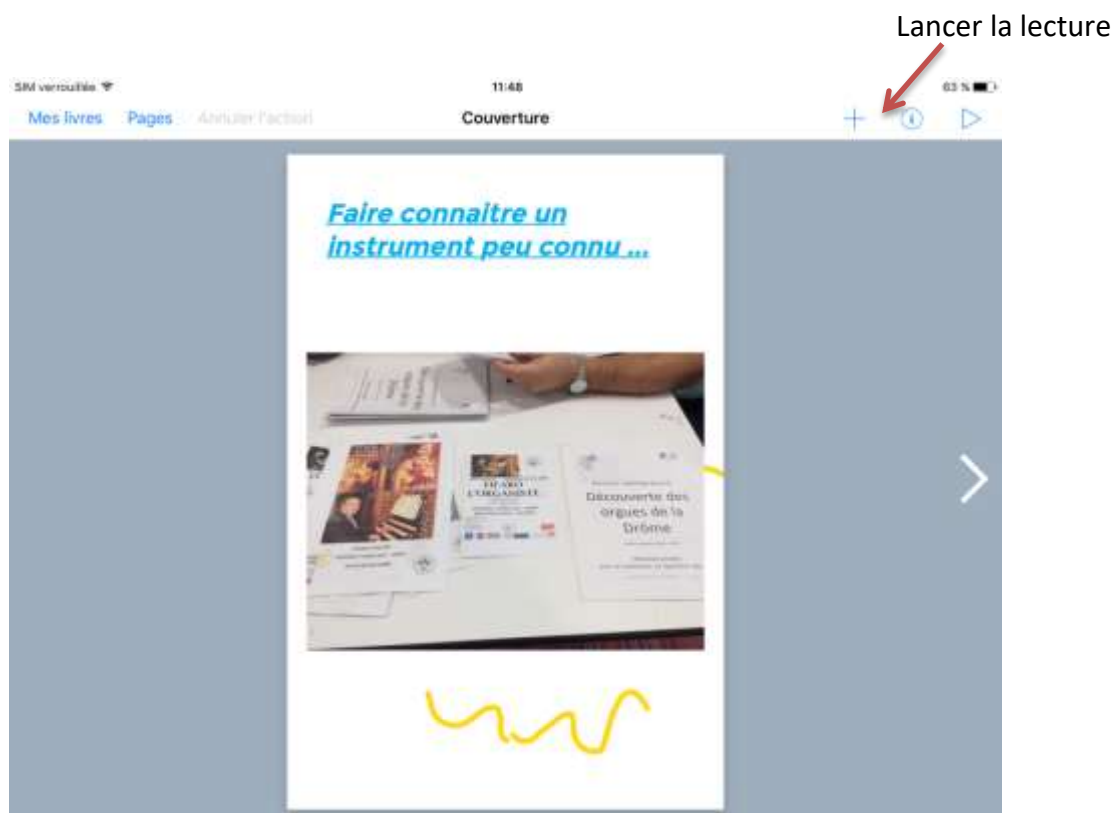 Lancer la lecture
SIM verrouillée 11:48 63 %
Mes livres Pages Annuler l'action Couverture
Faire connaitre un
instrument peu connu ...
FIGARO
L'ORGANISTE
Découverte des
orgues de la
Drôme